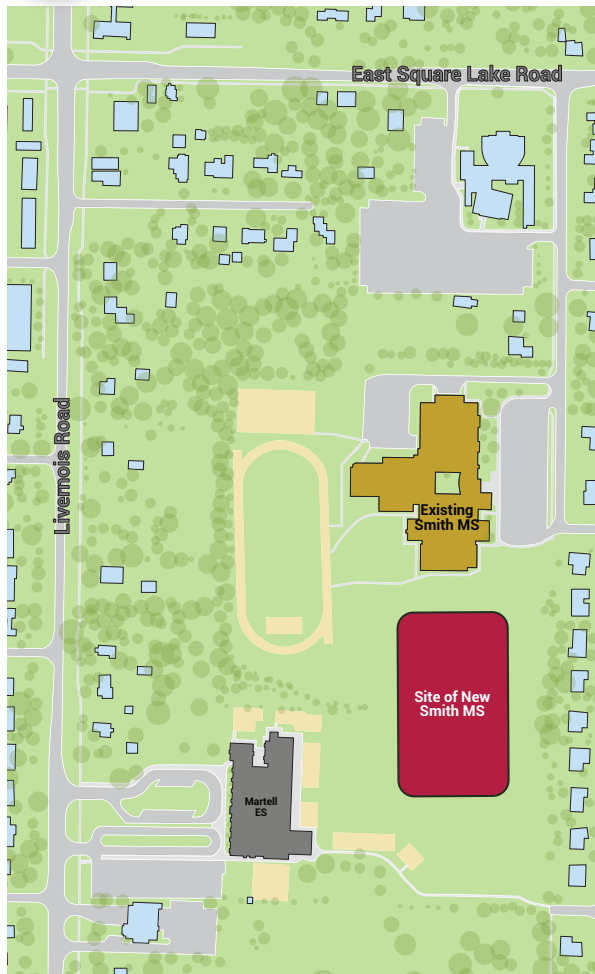 East Square Lake Road
Livernois Road
Existing
Smith MS
Site of New
Smith MS
Martell
ES